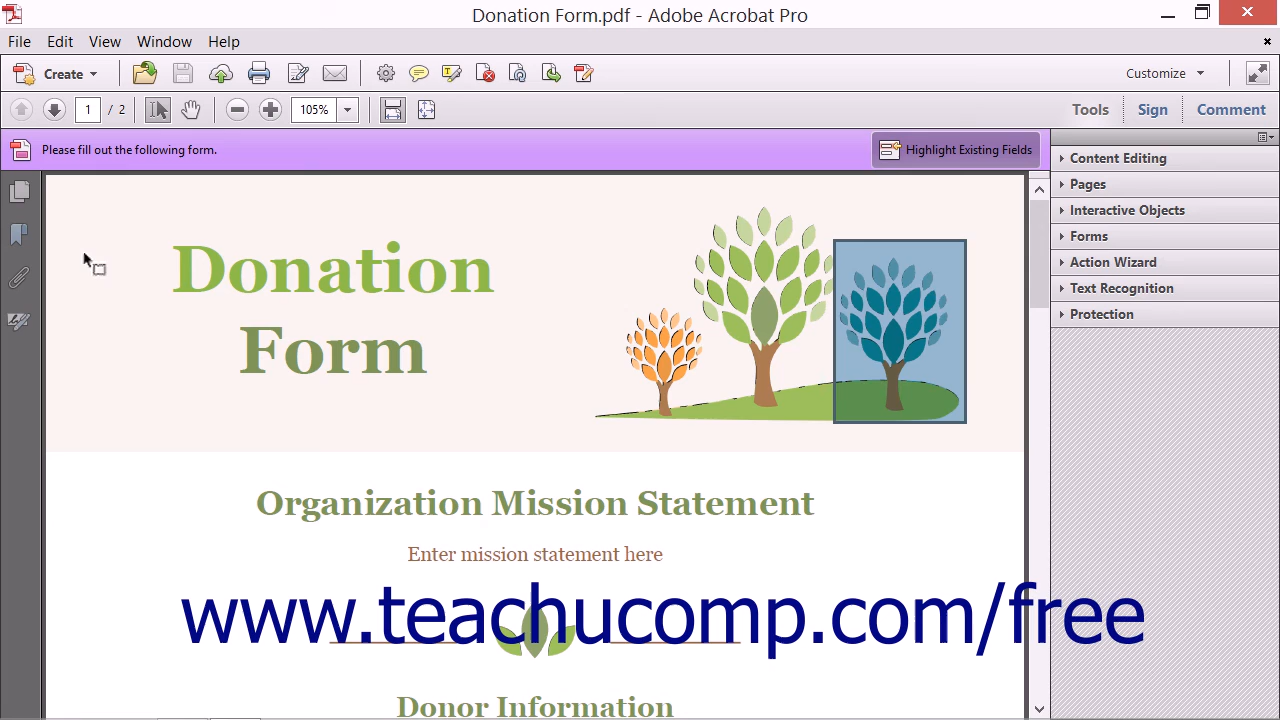 Donation Form.pdf - Adobe Acrobat Pro
File Edit View Window Help
Create Customize
1 / 2 105% Tools Sign Comment
Please fill out the following form. Highlight Existing Fields
Content Editing
Pages
Interactive Objects
Forms
Action Wizard
Text Recognition
Protection
Donation
Form
Organization Mission Statement
Enter mission statement here
www.teachucomp.com/free
Donor Information